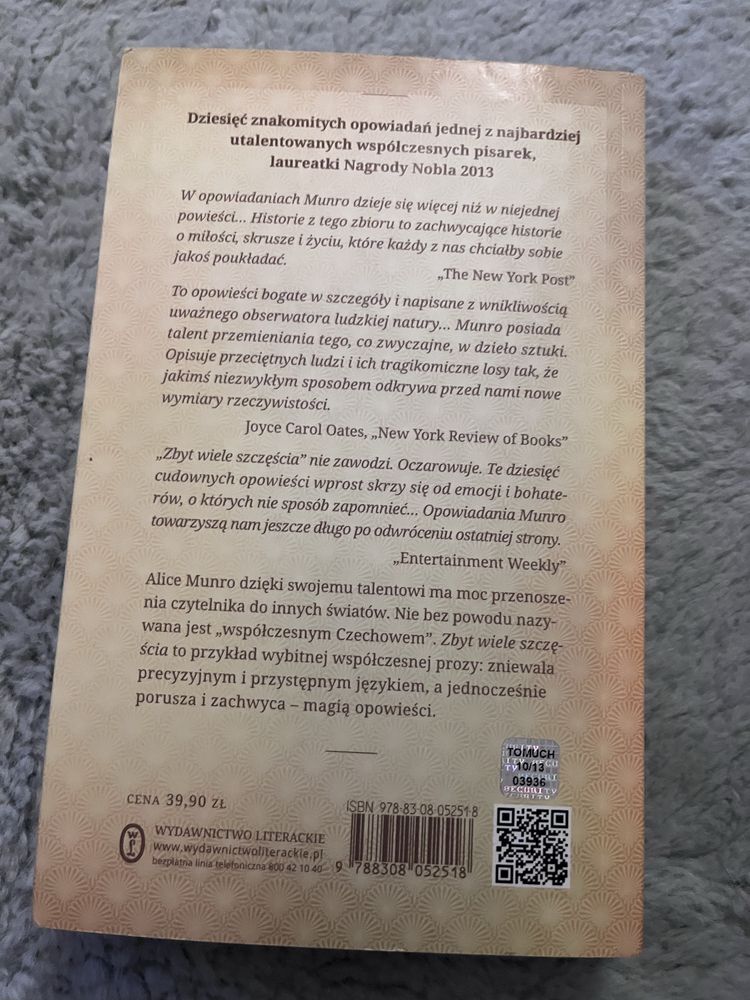 Dziesięć znakomitych opowiadań jednej z najbardziej
utalentowanych współczesnych pisarek,
laureatki Nagrody Nobla 2013
W opowiadaniach Munro dzieje się więcej niż w niejednej
powieści... Historie z tego zbioru to zachwycające historie
o miłości, skrusze i życiu, które każdy z nas chciałby sobie
jakoś poukładać.
„The New York Post”
To opowieści bogate w szczegóły i napisane z wnikliwością
uważnego obserwatora ludzkiej natury... Munro posiada
talent przemieniania tego, co zwyczajne, w dzieło sztuki.
Opisuje przeciętnych ludzi i ich tragikomiczne losy tak, że
jakimś niezwykłym sposobem odkrywa przed nami nowe
wymiary rzeczywistości.
Joyce Carol Oates, „New York Review of Books”
„Zbyt wiele szczęścia” nie zawodzi. Oczarowuje. Te dziesięć
cudownych opowieści wprost skrzy się od emocji i bohate-
rów, o których nie sposób zapomnieć... Opowiadania Munro
towarzyszą nam jeszcze długo po odwróceniu ostatniej strony.
„Entertainment Weekly”
Alice Munro dzięki swojemu talentowi ma moc przenosze-
nia czytelnika do innych światów. Nie bez powodu nazy-
wana jest „współczesnym Czechowem”. Zbyt wiele szczę-
ścia to przykład wybitnej współczesnej prozy: zniewala
precyzyjnym i przystępnym językiem, a jednocześnie
porusza i zachwyca – magią opowieści.
TOMUCH
10/13
03936
SECURITY
CENA 39,90 ZŁ
WYDAWNICTWO LITERACKIE
www.wydawnictwoliterackie.pl
bezpłatna linia telefoniczna 800 42 10 40
ISBN 978-83-08-05251-8
9 788308 052518